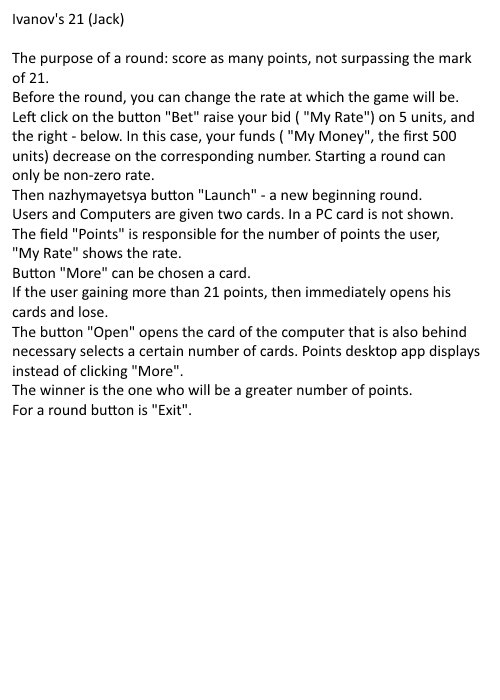 Ivanov's 21 (Jack)

The purpose of a round: score as many points, not surpassing the mark
of 21.
Before the round, you can change the rate at which the game will be.
Left click on the button "Bet" raise your bid ( "My Rate") on 5 units, and
the right - below. In this case, your funds ( "My Money", the first 500
units) decrease on the corresponding number. Starting a round can
only be non-zero rate.
Then nazhymayetsya button "Launch" - a new beginning round.
Users and Computers are given two cards. In a PC card is not shown.
The field "Points" is responsible for the number of points the user,
"My Rate" shows the rate.
Button "More" can be chosen a card.
If the user gaining more than 21 points, then immediately opens his
cards and lose.
The button "Open" opens the card of the computer that is also behind
necessary selects a certain number of cards. Points desktop app displays
instead of clicking "More".
The winner is the one who will be a greater number of points.
For a round button is "Exit".